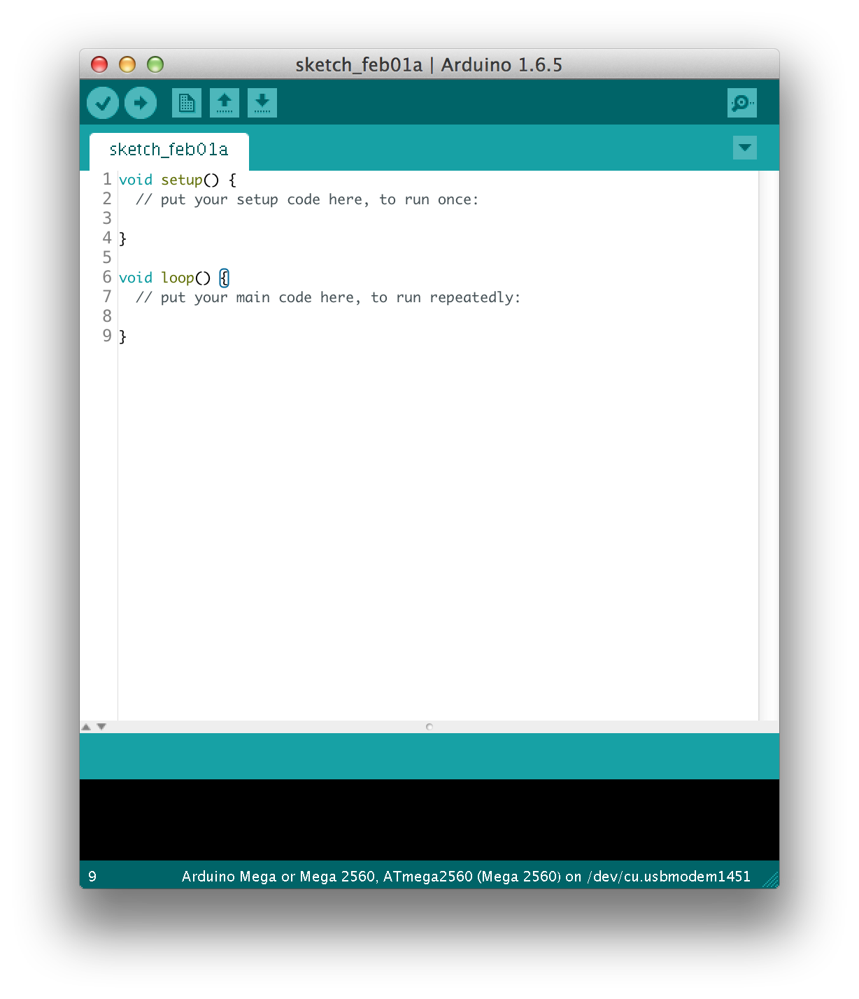 sketch_feb01a | Arduino 1.6.5
sketch_feb01a
1 void setup() {
2   // put your setup code here, to run once:
3
4 }
5
6 void loop() {
7   // put your main code here, to run repeatedly:
8
9 }
9 Arduino Mega or Mega 2560, ATmega2560 (Mega 2560) on /dev/cu.usbmodem1451